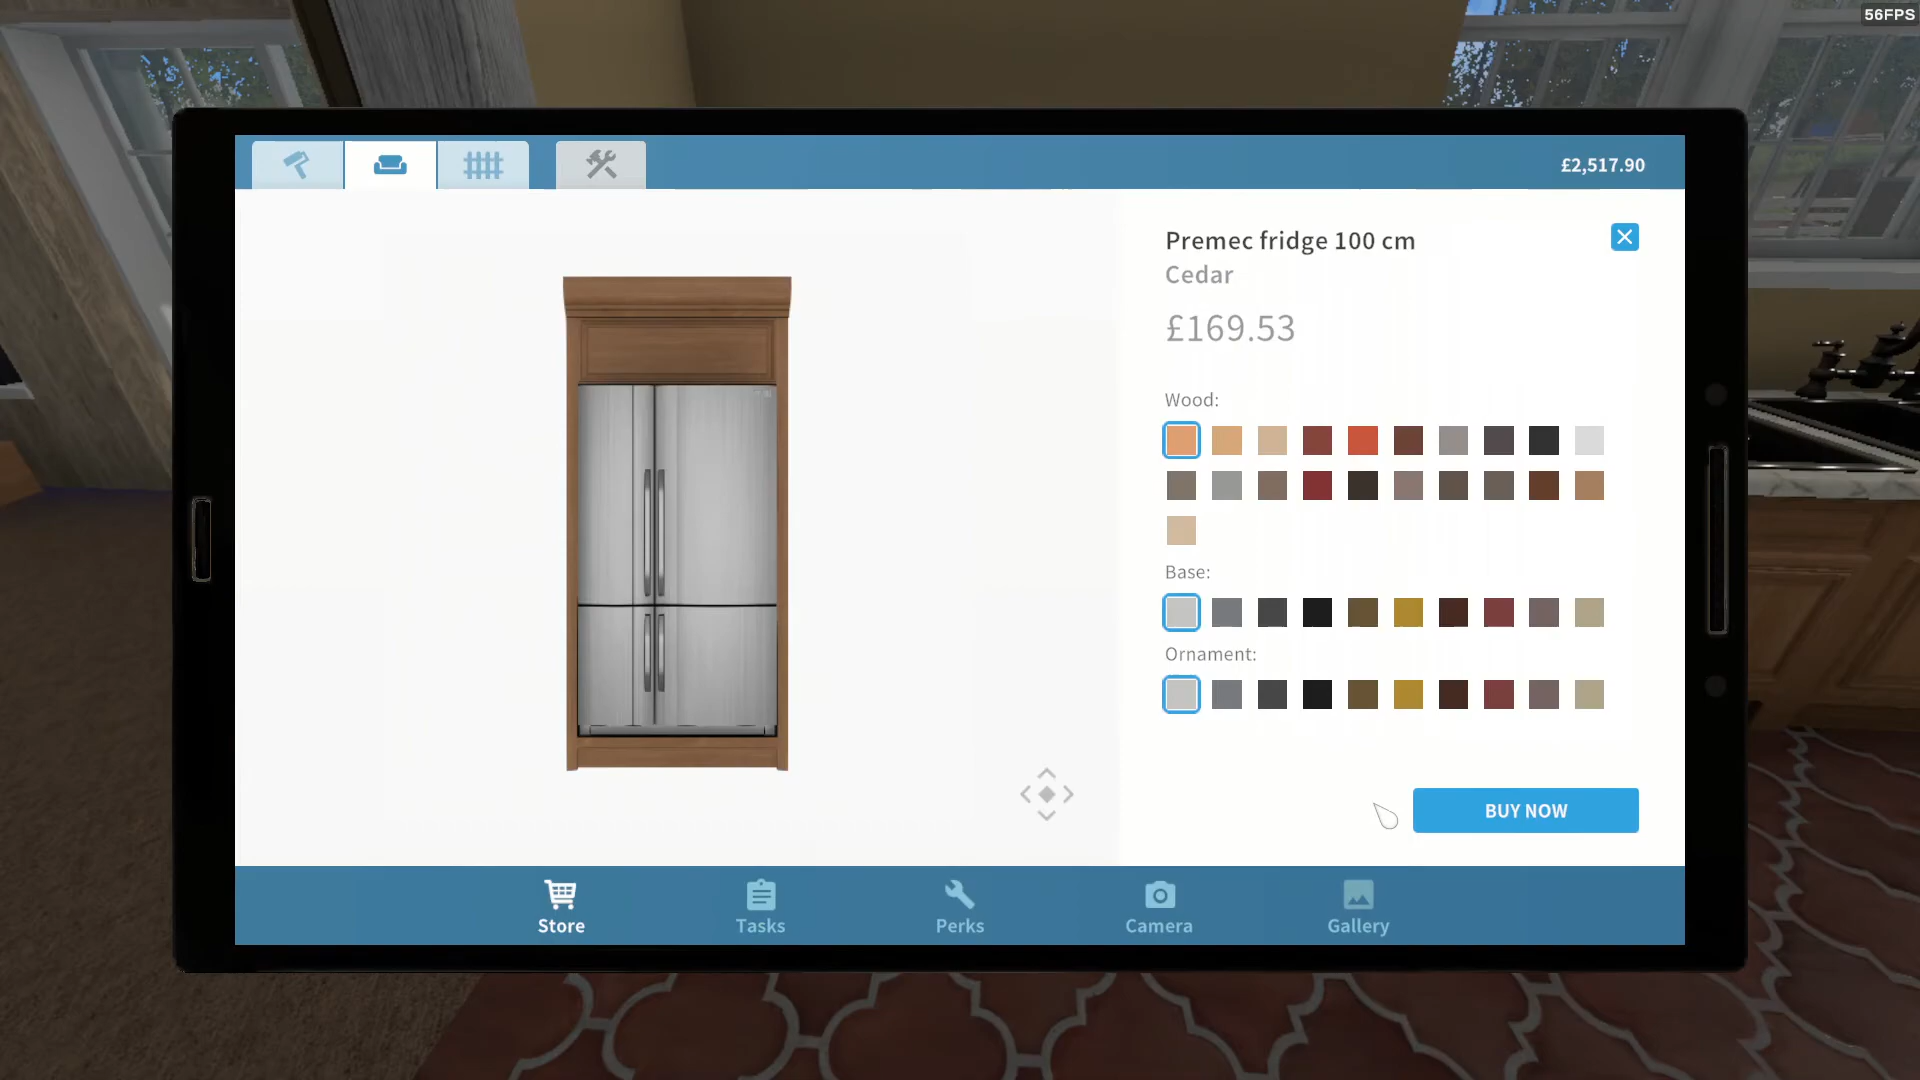 56FPS
£2,517.90
Premec fridge 100 cm
Cedar
£169.53
Wood:
Base:
Ornament:
BUY NOW
Store
Tasks
Perks
Camera
Gallery